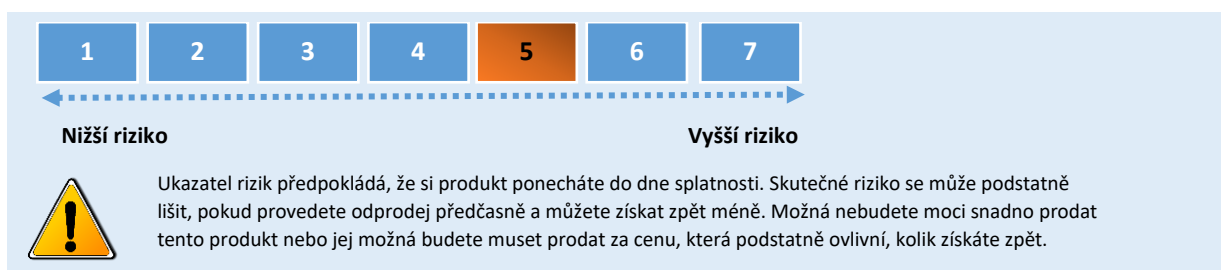 1 2 3 4 5 6 7
Nižší riziko Vyšší riziko
Ukazatel rizik předpokládá, že si produkt ponecháte do dne splatnosti. Skutečné riziko se může podstatně
lišit, pokud provedete odprodej předčasně a můžete získat zpět méně. Možná nebudete moci snadno prodat
tento produkt nebo jej možná budete muset prodat za cenu, která podstatně ovlivní, kolik získáte zpět.